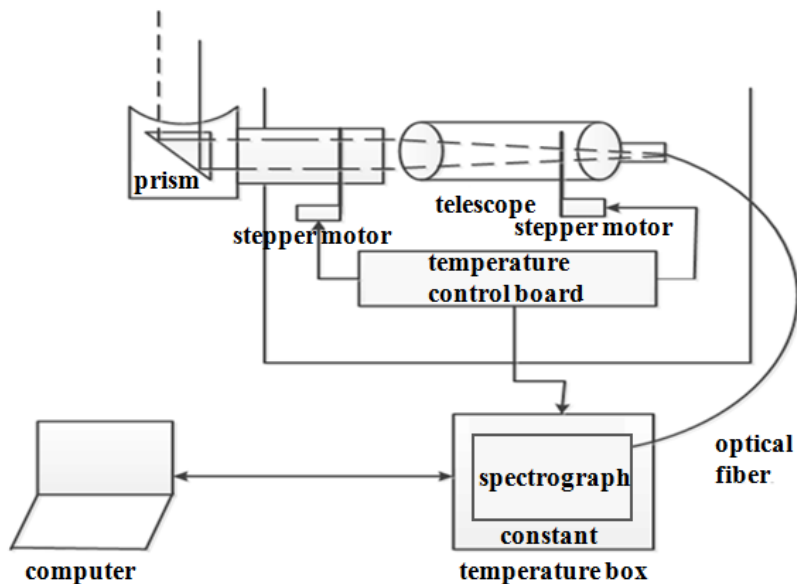 prism
telescope
stepper motor
stepper motor
temperature
control board
optical
fiber
spectrograph
constant
temperature box
computer